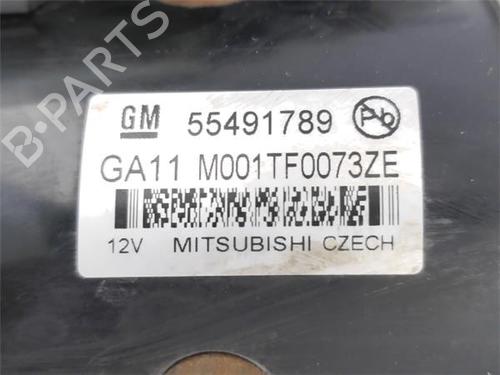 B-PARTS
GM 55491789 Pb
GA11 M001TF0073ZE
12V MITSUBISHI CZECH